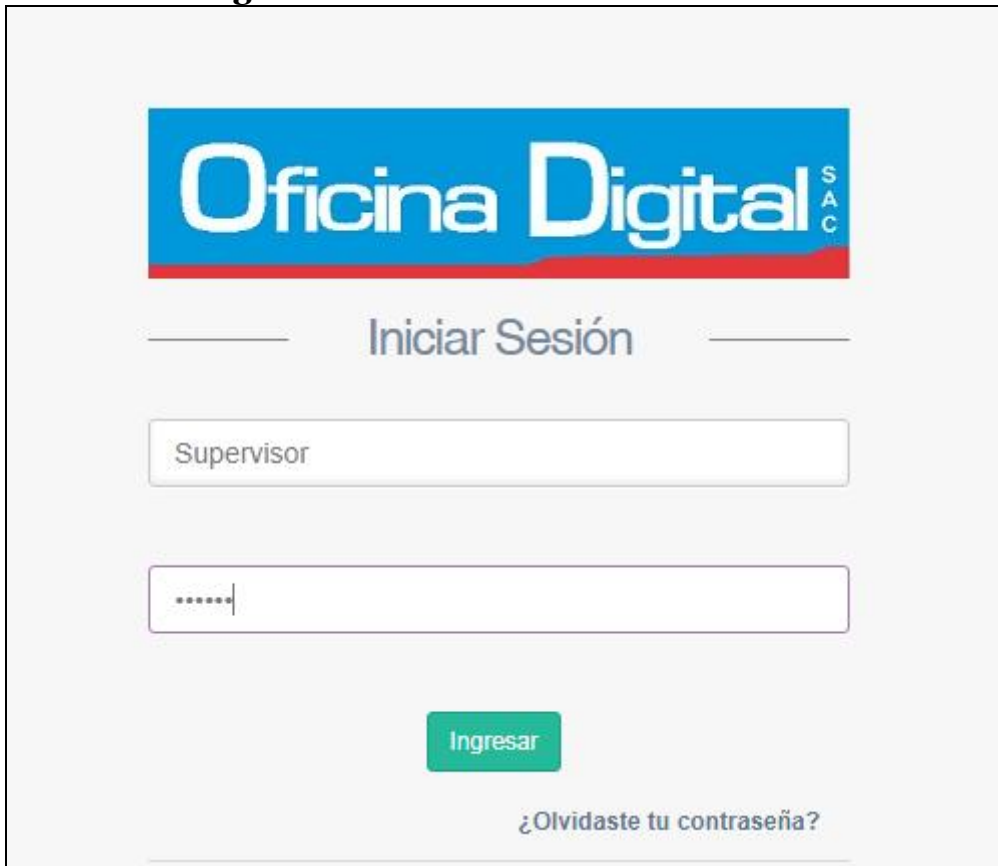 Oficina Digital SAC
Iniciar Sesión
Supervisor
••••••
Ingresar
¿Olvidaste tu contraseña?